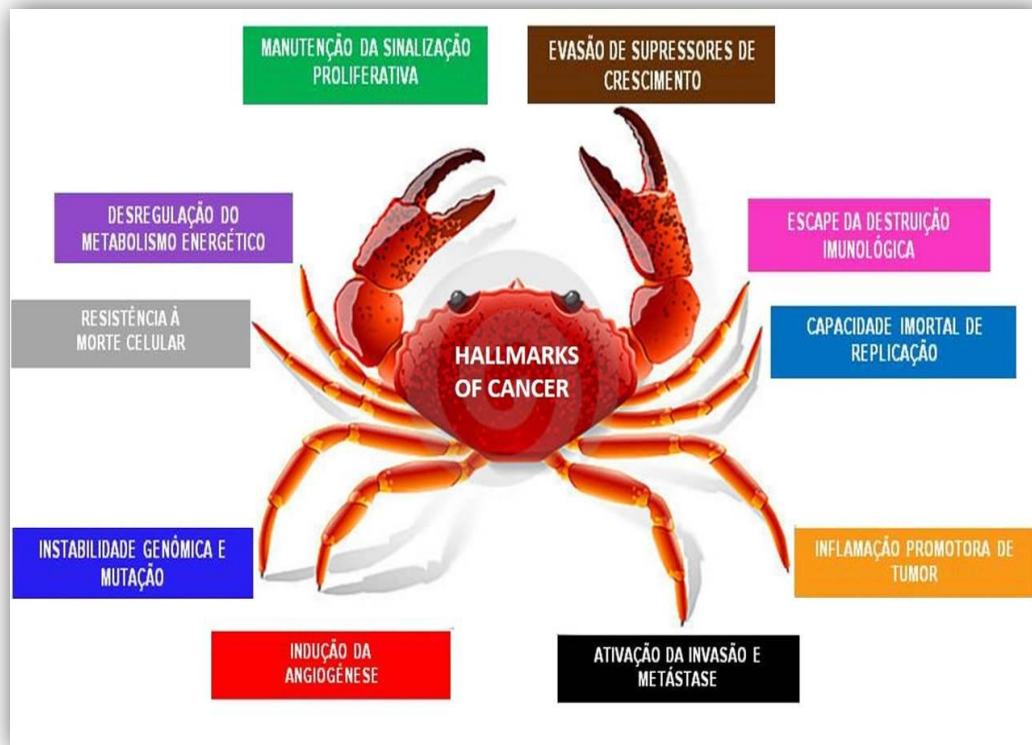 MANUTENÇÃO DA SINALIZAÇÃO
PROLIFERATIVA
EVASÃO DE SUPRESSORES DE
CRESCIMENTO
DESREGULAÇÃO DO
METABOLISMO ENERGÉTICO
ESCAPE DA DESTRUIÇÃO
IMUNOLÓGICA
RESISTÊNCIA À
MORTE CELULAR
CAPACIDADE IMORTAL DE
REPLICAÇÃO
HALLMARKS
OF CANCER
INSTABILIDADE GENÔMICA E
MUTAÇÃO
INFLAMAÇÃO PROMOTORA DE
TUMOR
INDUÇÃO DA
ANGIOGÉNESE
ATIVAÇÃO DA INVASÃO E
METÁSTASE